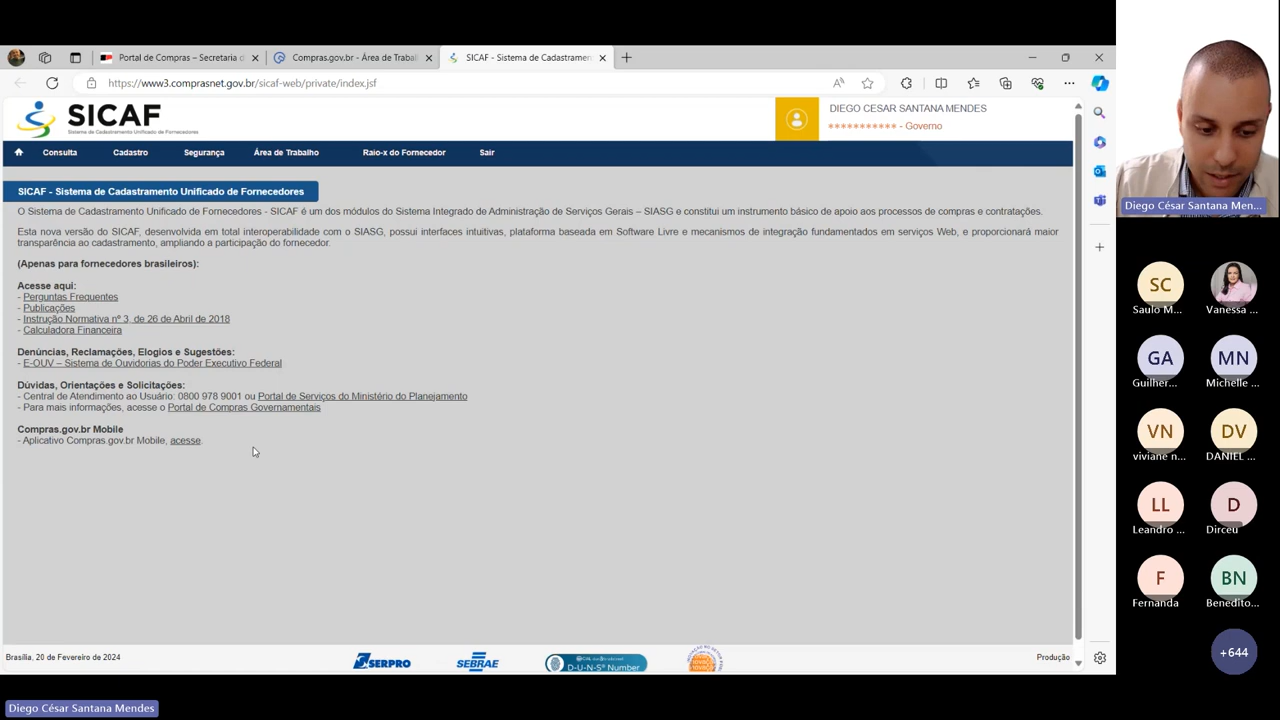 Portal de Compras – Secretaria d
Compras.gov.br - Área de Trabal
SICAF - Sistema de Cadastramen
https://www3.comprasnet.gov.br/sicaf-web/private/index.jsf
SICAF
Sistema de Cadastramento Unificado de Fornecedores
DIEGO CESAR SANTANA MENDES
*********** - Governo
Consulta
Cadastro
Segurança
Área de Trabalho
Raio-x do Fornecedor
Sair
SICAF - Sistema de Cadastramento Unificado de Fornecedores
O Sistema de Cadastramento Unificado de Fornecedores - SICAF é um dos módulos do Sistema Integrado de Administração de Serviços Gerais – SIASG e constitui um instrumento básico de apoio aos processos de compras e contratações.
Esta nova versão do SICAF, desenvolvida em total interoperabilidade com o SIASG, possui interfaces intuitivas, plataforma baseada em Software Livre e mecanismos de integração fundamentados em serviços Web, e proporcionará maior
transparência ao cadastramento, ampliando a participação do fornecedor.
(Apenas para fornecedores brasileiros):
Acesse aqui:
- Perguntas Frequentes
- Publicações
- Instrução Normativa nº 3, de 26 de Abril de 2018
- Calculadora Financeira
Denúncias, Reclamações, Elogios e Sugestões:
- E-OUV – Sistema de Ouvidorias do Poder Executivo Federal
Dúvidas, Orientações e Solicitações:
- Central de Atendimento ao Usuário: 0800 978 9001 ou Portal de Serviços do Ministério do Planejamento
- Para mais informações, acesse o Portal de Compras Governamentais
Compras.gov.br Mobile
- Aplicativo Compras.gov.br Mobile, acesse.
Brasília, 20 de Fevereiro de 2024
SERPRO
SEBRAE
D-U-N-S® Number
Produção
Diego César Santana Men...
SC
Saulo M...
Vanessa ...
GA
Guilher...
MN
Michelle ...
VN
viviane n...
DV
DANIEL ...
LL
Leandro ...
D
Dirceu
F
Fernanda
BN
Benedito...
+644
Diego César Santana Mendes